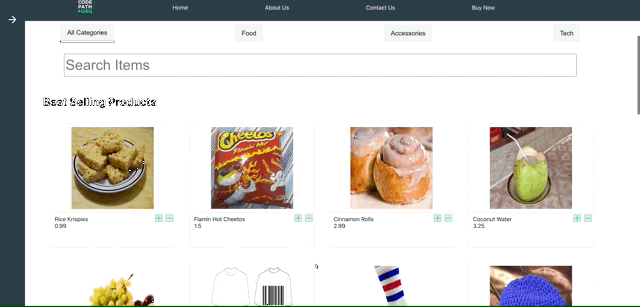 CODE
PATH
*ORG
Home
About Us
Contact Us
Buy Now
All Categories
Food
Accessories
Tech
Search Items
Best Selling Products
Cheetos
Flamin Hot
Rice Krispies
0.99
Flamin Hot Cheetos
1.5
Cinnamon Rolls
2.99
Coconut Water
3.25